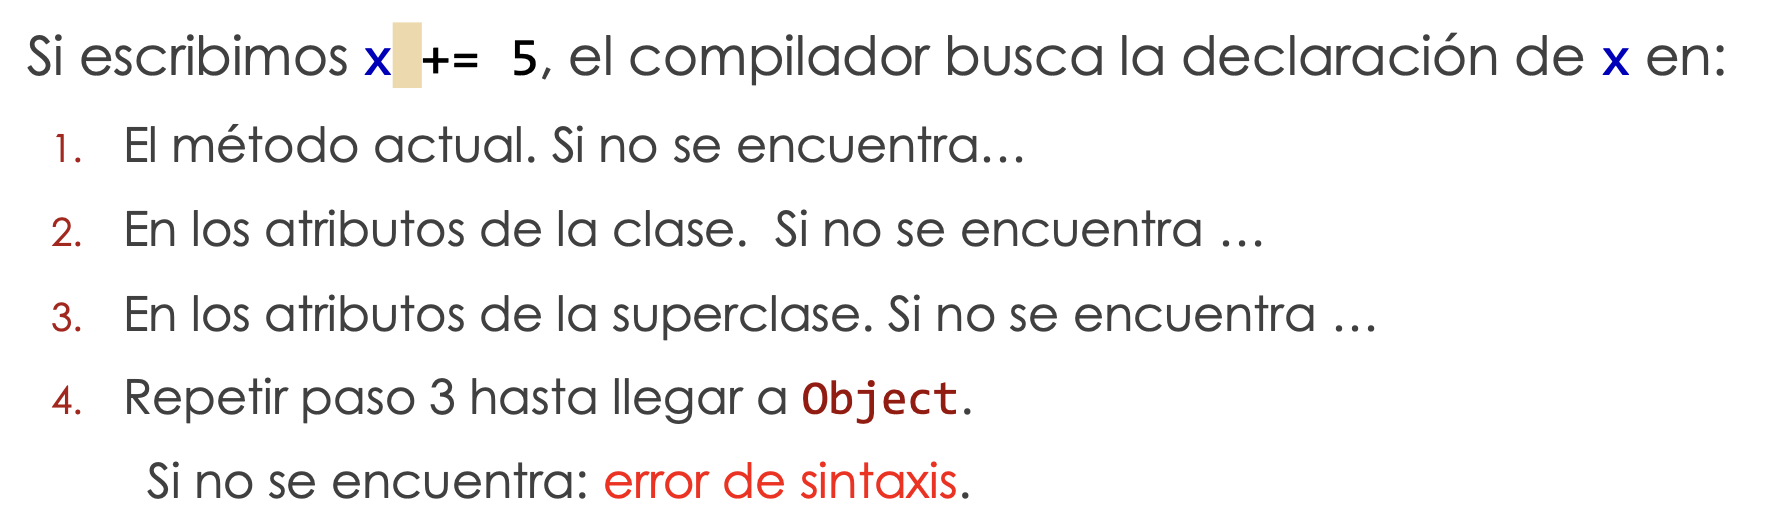 Si escribimos x += 5, el compilador busca la declaración de x en:
1. El método actual. Si no se encuentra…
2. En los atributos de la clase. Si no se encuentra …
3. En los atributos de la superclase. Si no se encuentra …
4. Repetir paso 3 hasta llegar a Object.
Si no se encuentra: error de sintaxis.